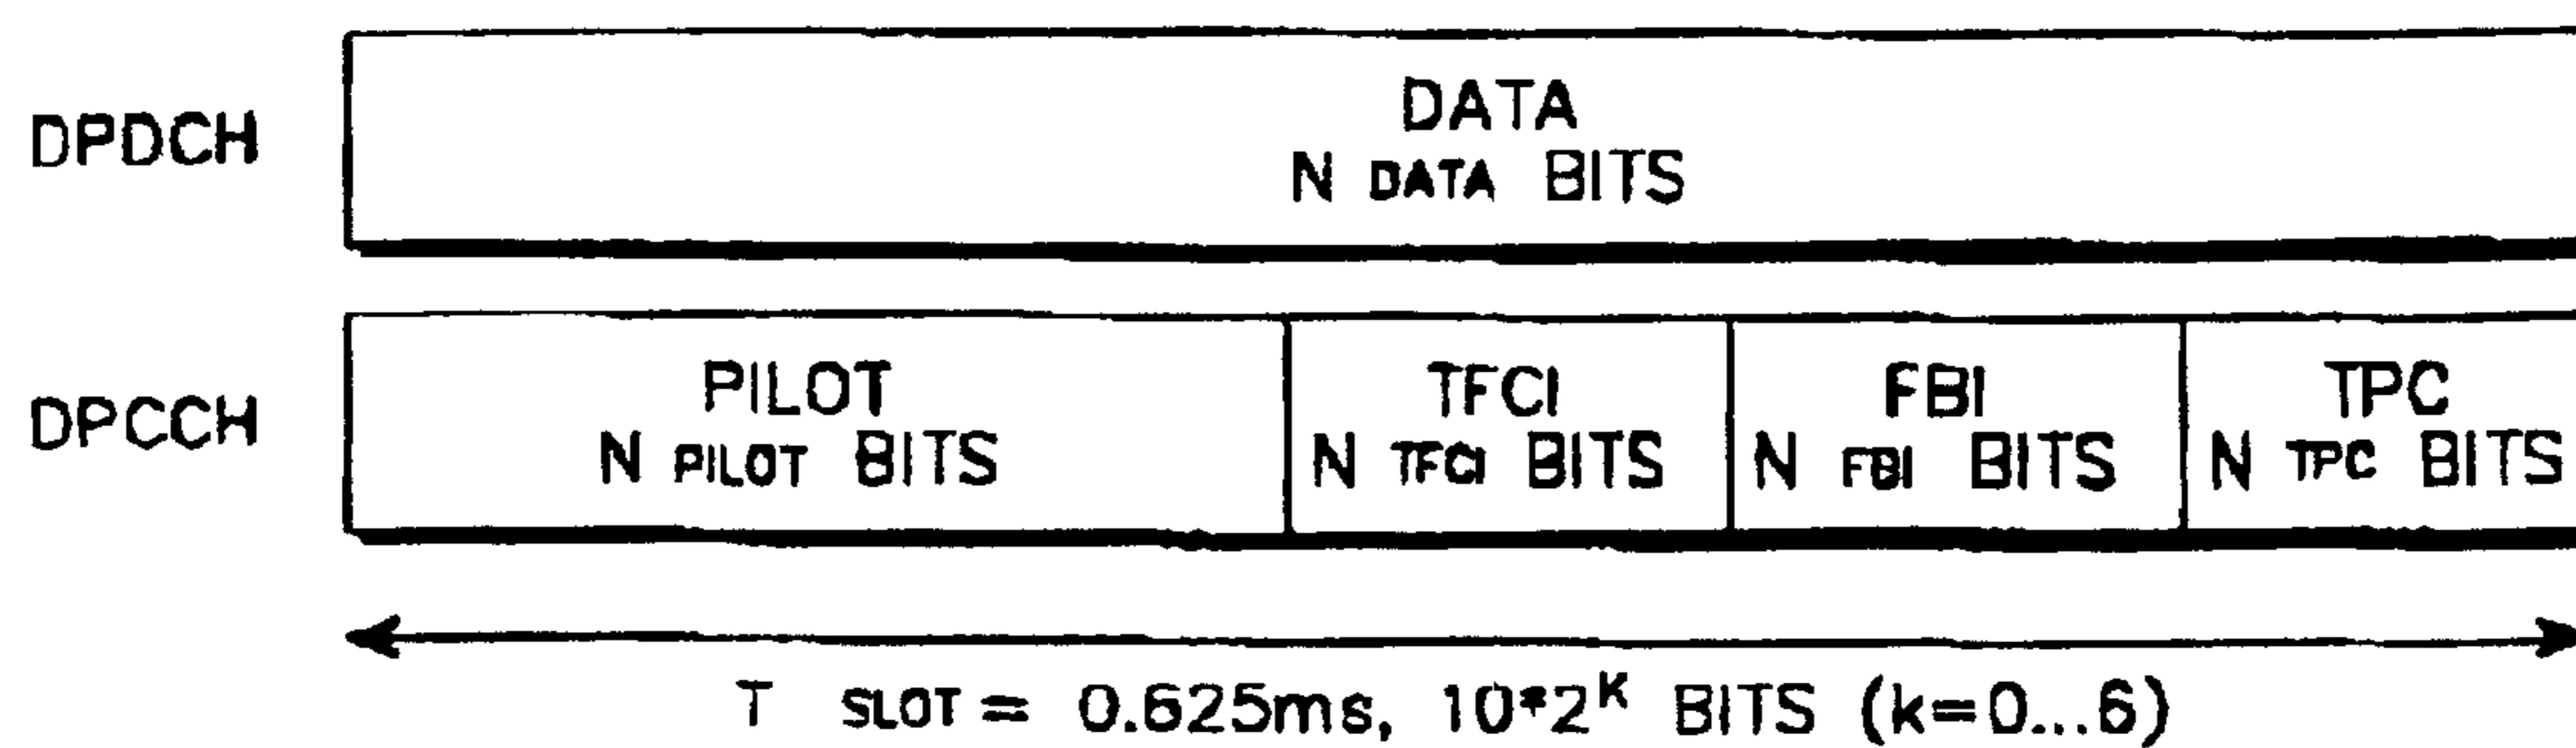 DPDCH
DATA
N DATA BITS
DPCCH
PILOT
N PILOT BITS
TFCI
N TFCI BITS
FBI
N FBI BITS
TPC
N TPC BITS
T SLOT = 0.625ms, 10*2^K BITS (k=0...6)